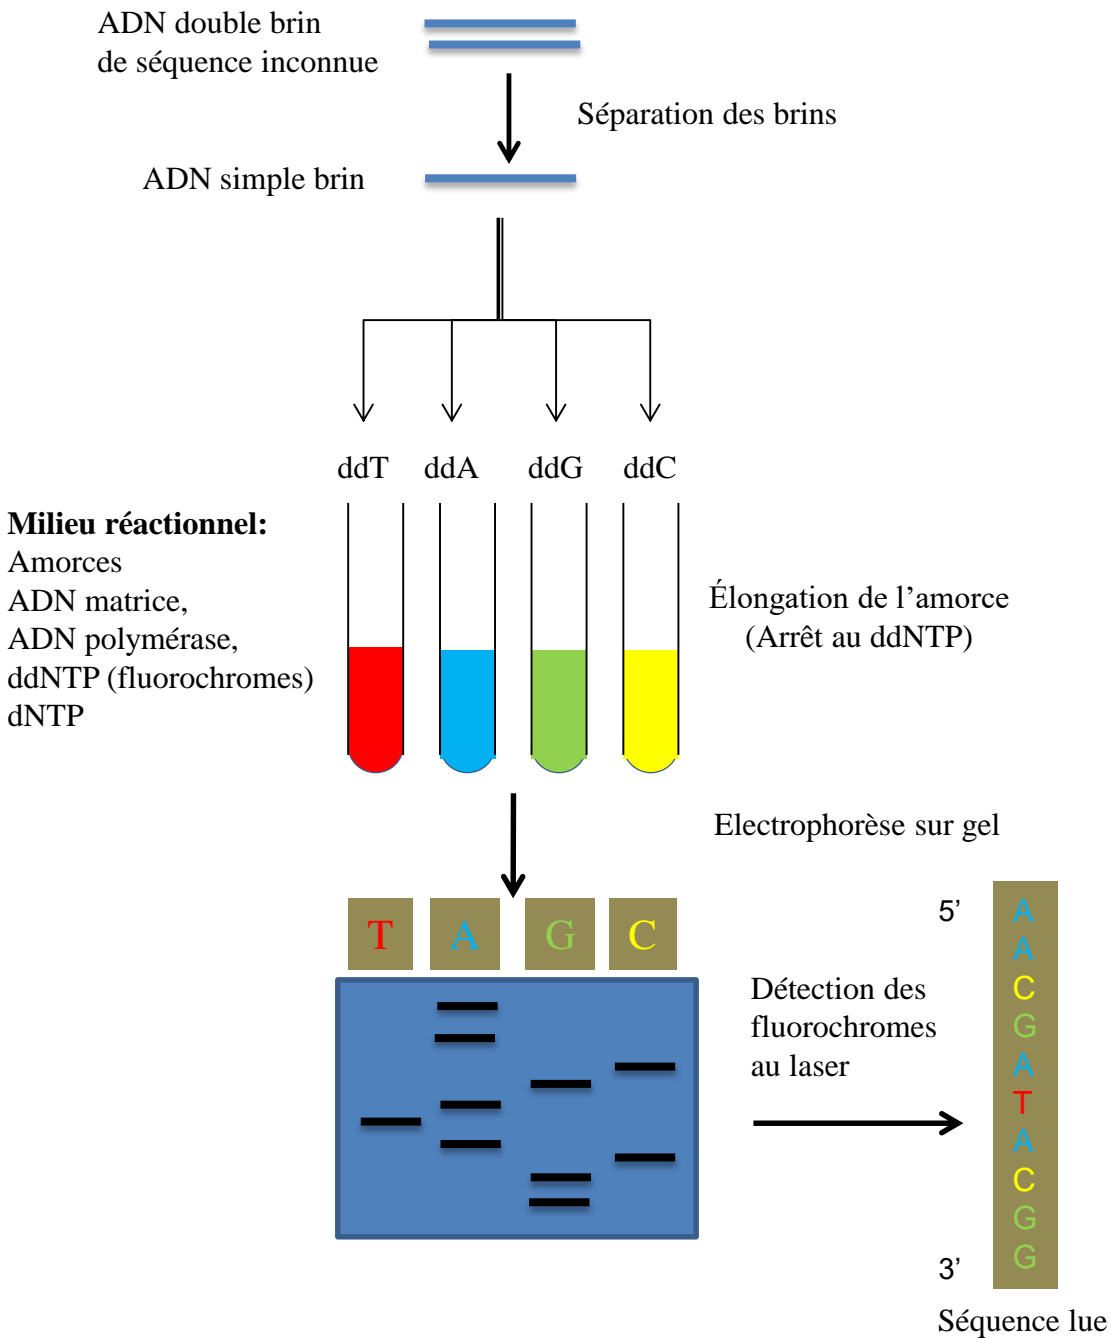 ADN double brin
de séquence inconnue
Séparation des brins
ADN simple brin
ddT ddA ddG ddC
Milieu réactionnel:
Amorces
ADN matrice,
ADN polymérase,
ddNTP (fluorochromes)
dNTP
Élongation de l’amorce
(Arrêt au ddNTP)
Electrophorèse sur gel
T A G C
Détection des
fluorochromes
au laser
5’
A
A
C
G
A
T
A
C
G
G
3’
Séquence lue